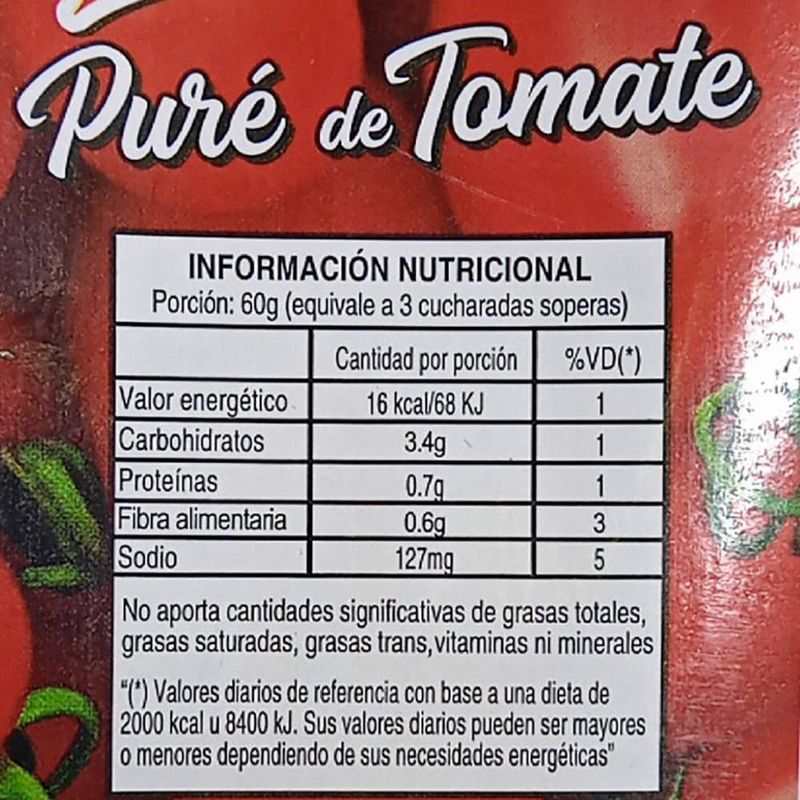 Puré de Tomate
INFORMACIÓN NUTRICIONAL
Porción: 60g (equivale a 3 cucharadas soperas)
Cantidad por porción %VD(*)
Valor energético 16 kcal/68 KJ 1
Carbohidratos 3.4g 1
Proteínas 0.7g 1
Fibra alimentaria 0.6g 3
Sodio 127mg 5
No aporta cantidades significativas de grasas totales,
grasas saturadas, grasas trans, vitaminas ni minerales
"(*) Valores diarios de referencia con base a una dieta de
2000 kcal u 8400 kJ. Sus valores diarios pueden ser mayores
o menores dependiendo de sus necesidades energéticas"